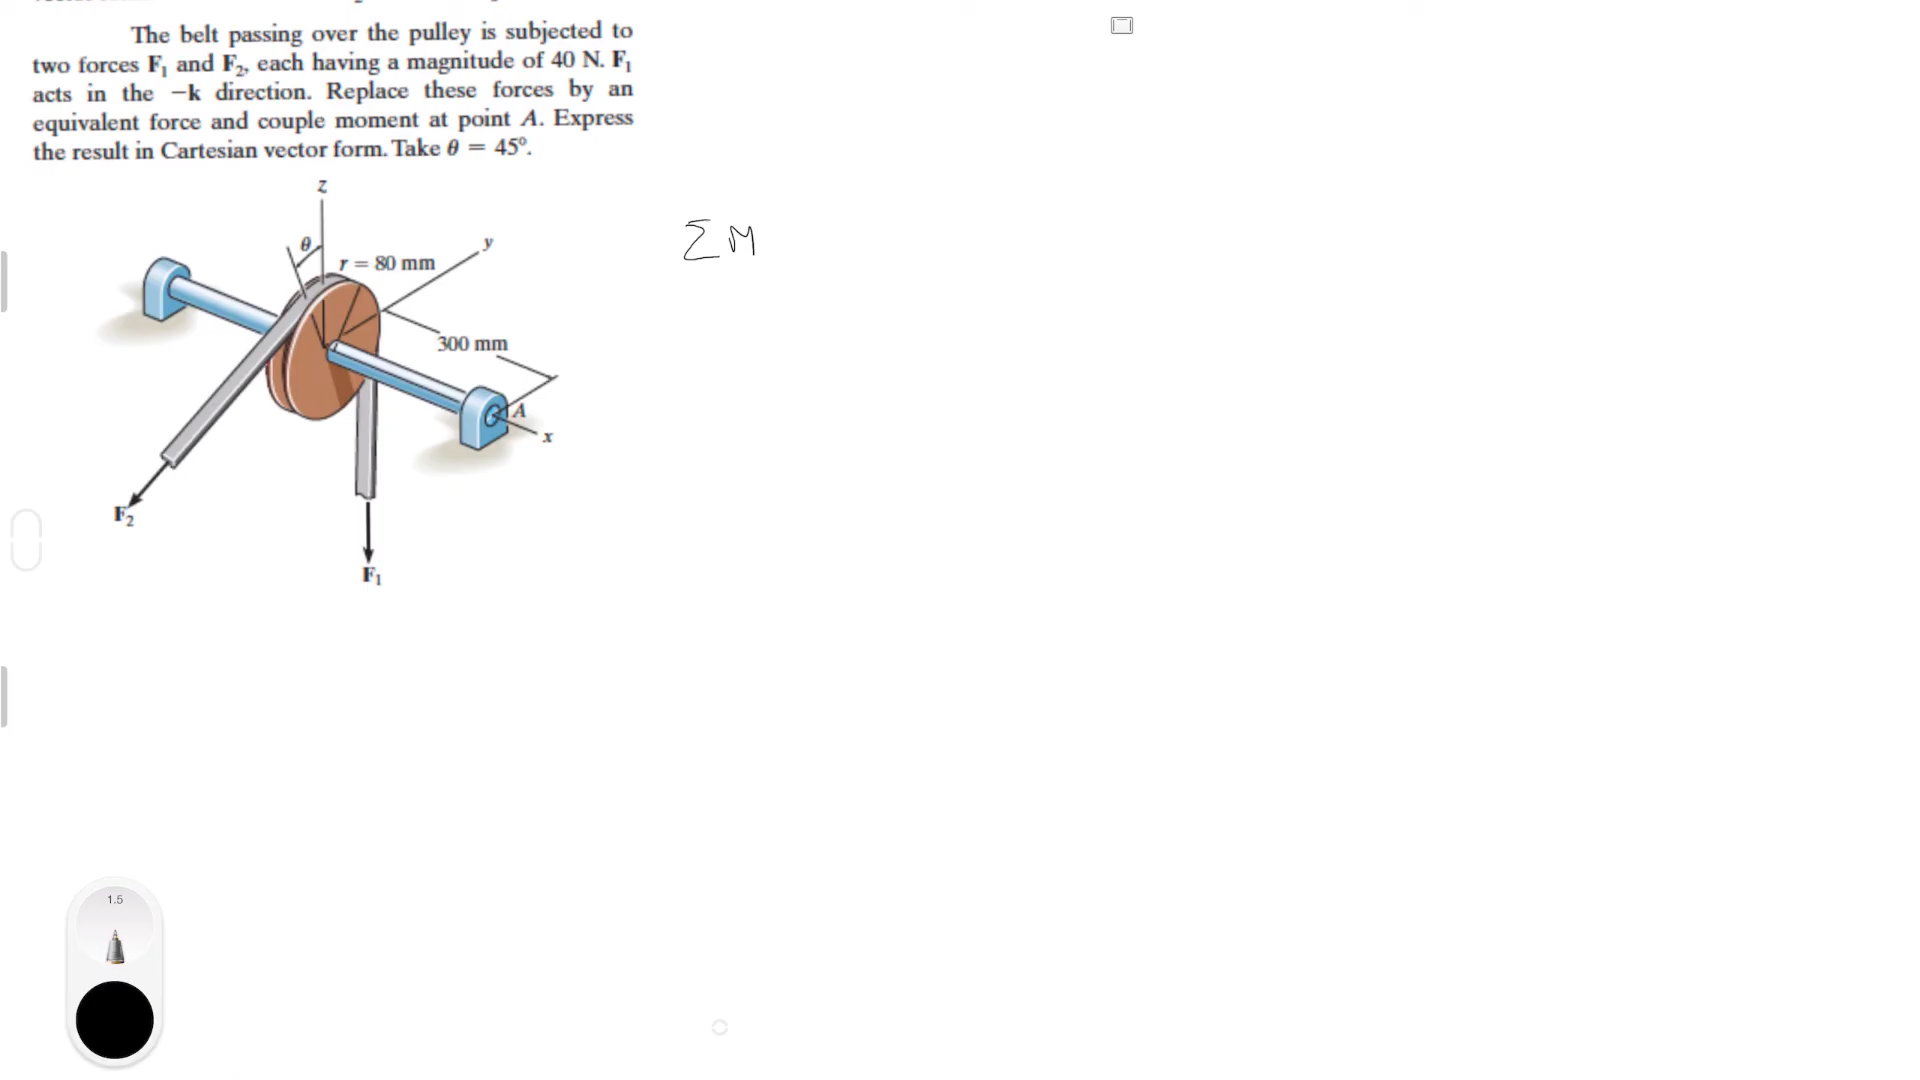 The belt passing over the pulley is subjected to
two forces F₁ and F₂, each having a magnitude of 40 N. F₁
acts in the −k direction. Replace these forces by an
equivalent force and couple moment at point A. Express
the result in Cartesian vector form. Take θ = 45°.
z
θ
y
r = 80 mm
ΣM
300 mm
A
x
F₂
F₁
1.5